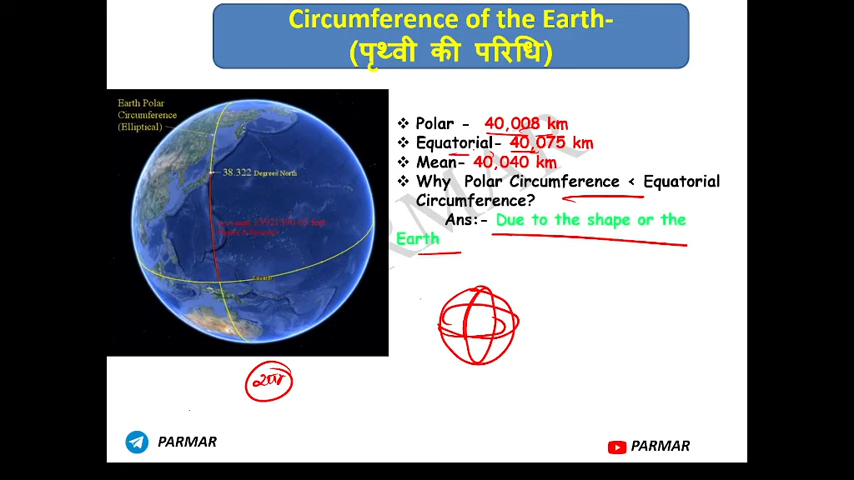 Circumference of the Earth-
(पृथ्वी की परिधि)
Earth Polar
Circumference
(Elliptical)
38.322 Degrees North
❖ Polar - 40,008 km
❖ Equatorial- 40,075 km
❖ Mean- 40,040 km
❖ Why Polar Circumference < Equatorial
Circumference?
Ans:- Due to the shape or the
Earth
PARMAR
2πr
PARMAR
PARMAR